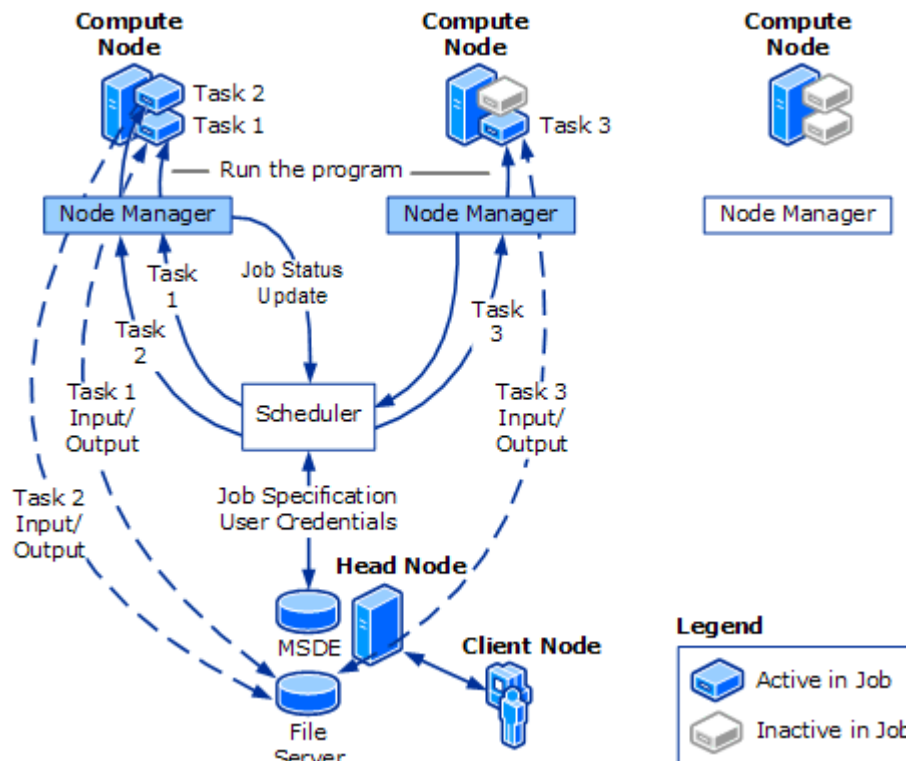 Compute
Node
Compute
Node
Compute
Node
Task 2
Task 1
Task 3
Run the program
Node Manager
Node Manager
Node Manager
Task
1
Job Status
Update
Task
2
Task
3
Task 1
Input/
Output
Scheduler
Task 3
Input/
Output
Task 2
Input/
Output
Job Specification
User Credentials
Head Node
MSDE
Client Node
File
Server
Legend
Active in Job
Inactive in Job